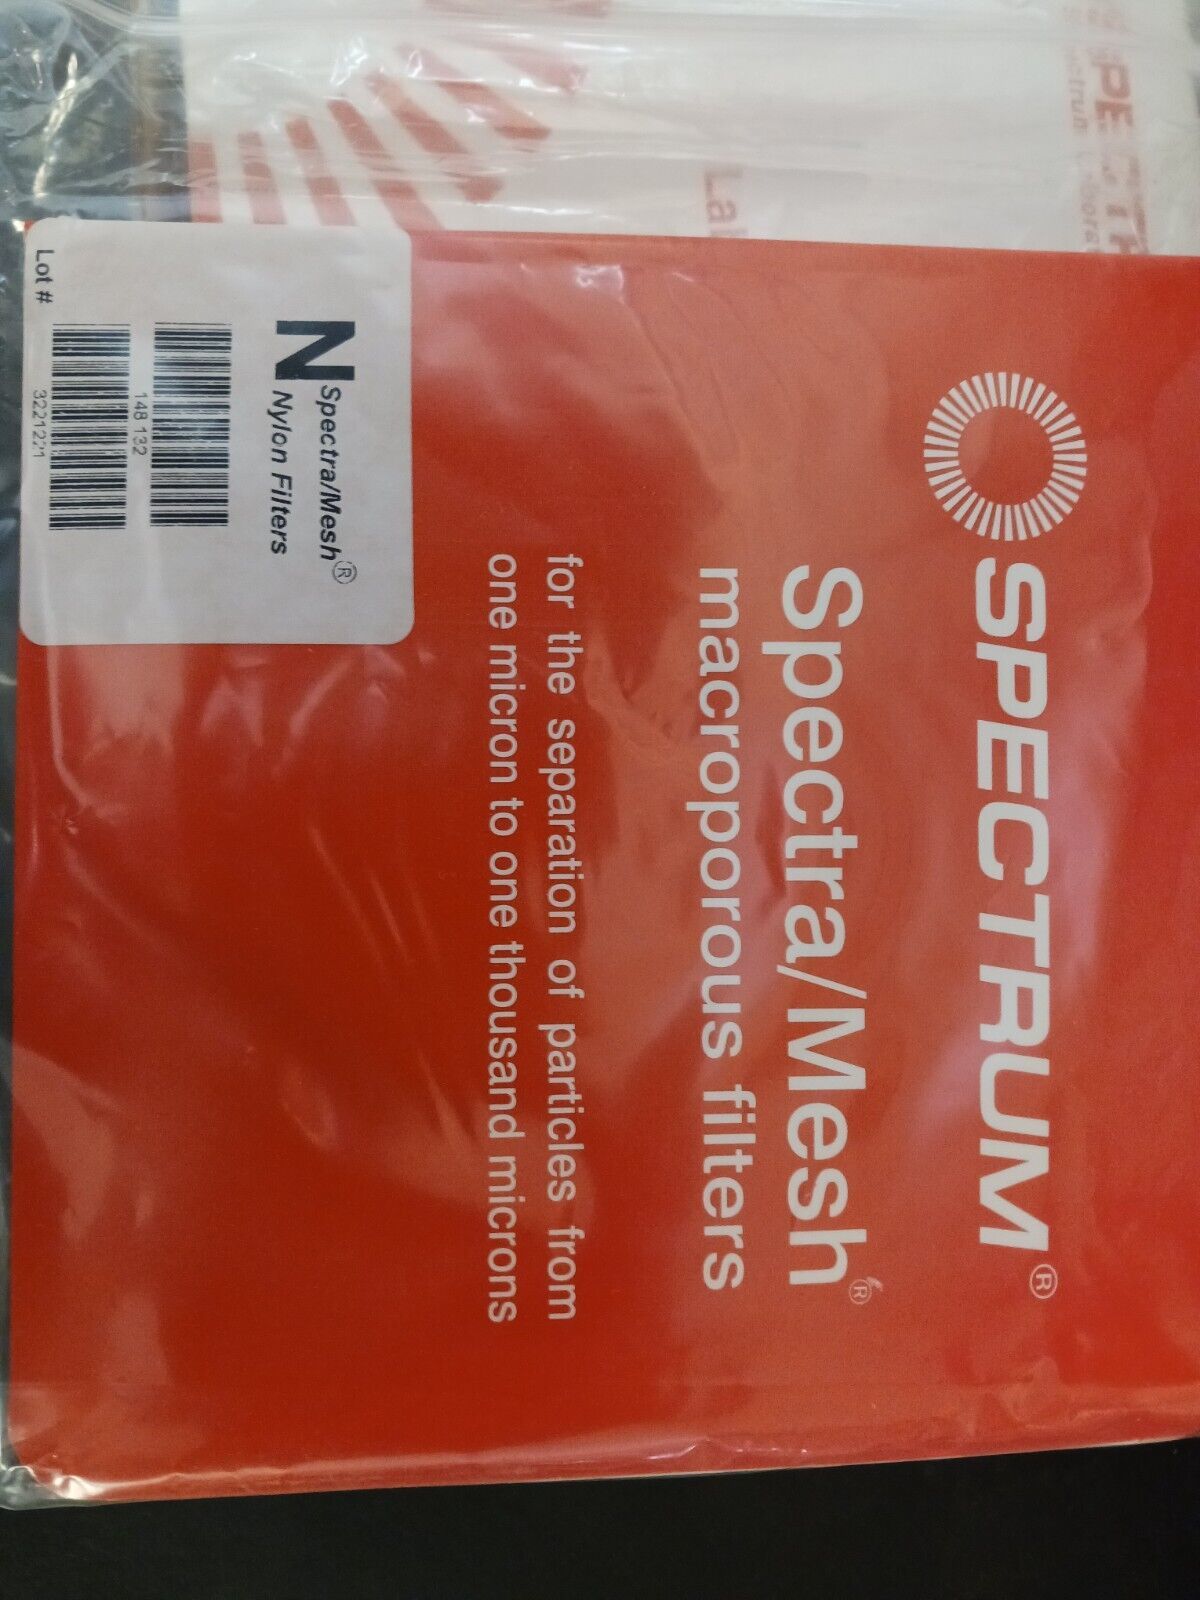 SPECTRUM®
Spectra/Mesh®
macroporous filters
for the separation of particles from
one micron to one thousand microns
N Spectra/Mesh®
Nylon Filters
148 132
Lot #
3221221